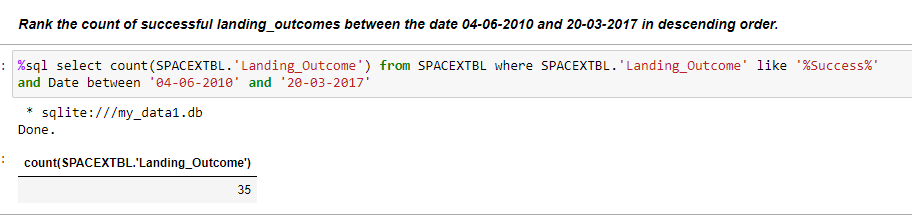 Rank the count of successful landing_outcomes between the date 04-06-2010 and 20-03-2017 in descending order.
: %sql select count(SPACEXTBL.'Landing_Outcome') from SPACEXTBL where SPACEXTBL.'Landing_Outcome' like '%Success%'
and Date between '04-06-2010' and '20-03-2017'
* sqlite:///my_data1.db
Done.
: count(SPACEXTBL.'Landing_Outcome')
35